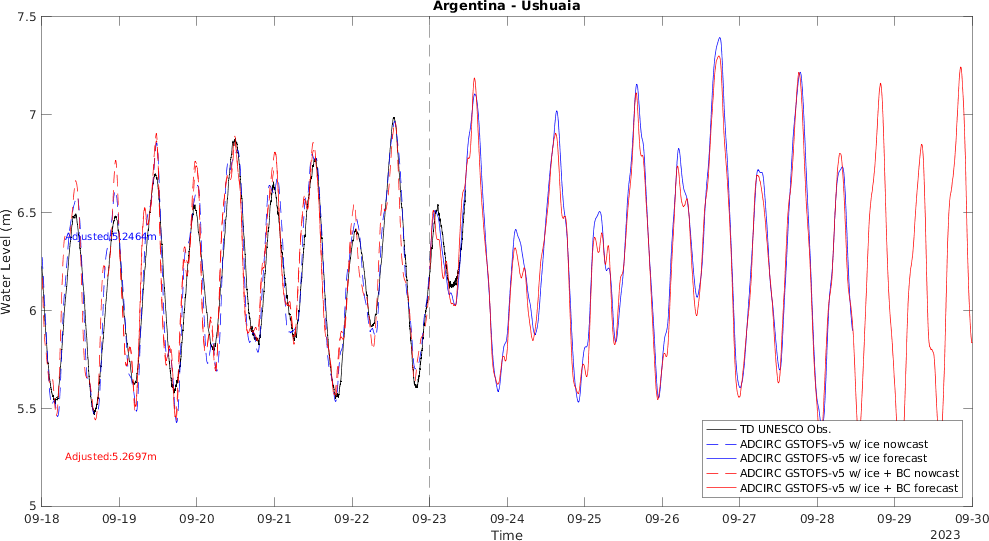 Argentina - Ushuaia
7.5
7
6.5
6
5.5
5
Water Level (m)
Adjusted:5.2464m
Adjusted:5.2697m
TD UNESCO Obs.
ADCIRC GSTOFS-v5 w/ ice nowcast
ADCIRC GSTOFS-v5 w/ ice forecast
ADCIRC GSTOFS-v5 w/ ice + BC nowcast
ADCIRC GSTOFS-v5 w/ ice + BC forecast
09-18 09-19 09-20 09-21 09-22 09-23 09-24 09-25 09-26 09-27 09-28 09-29 09-30
Time
2023